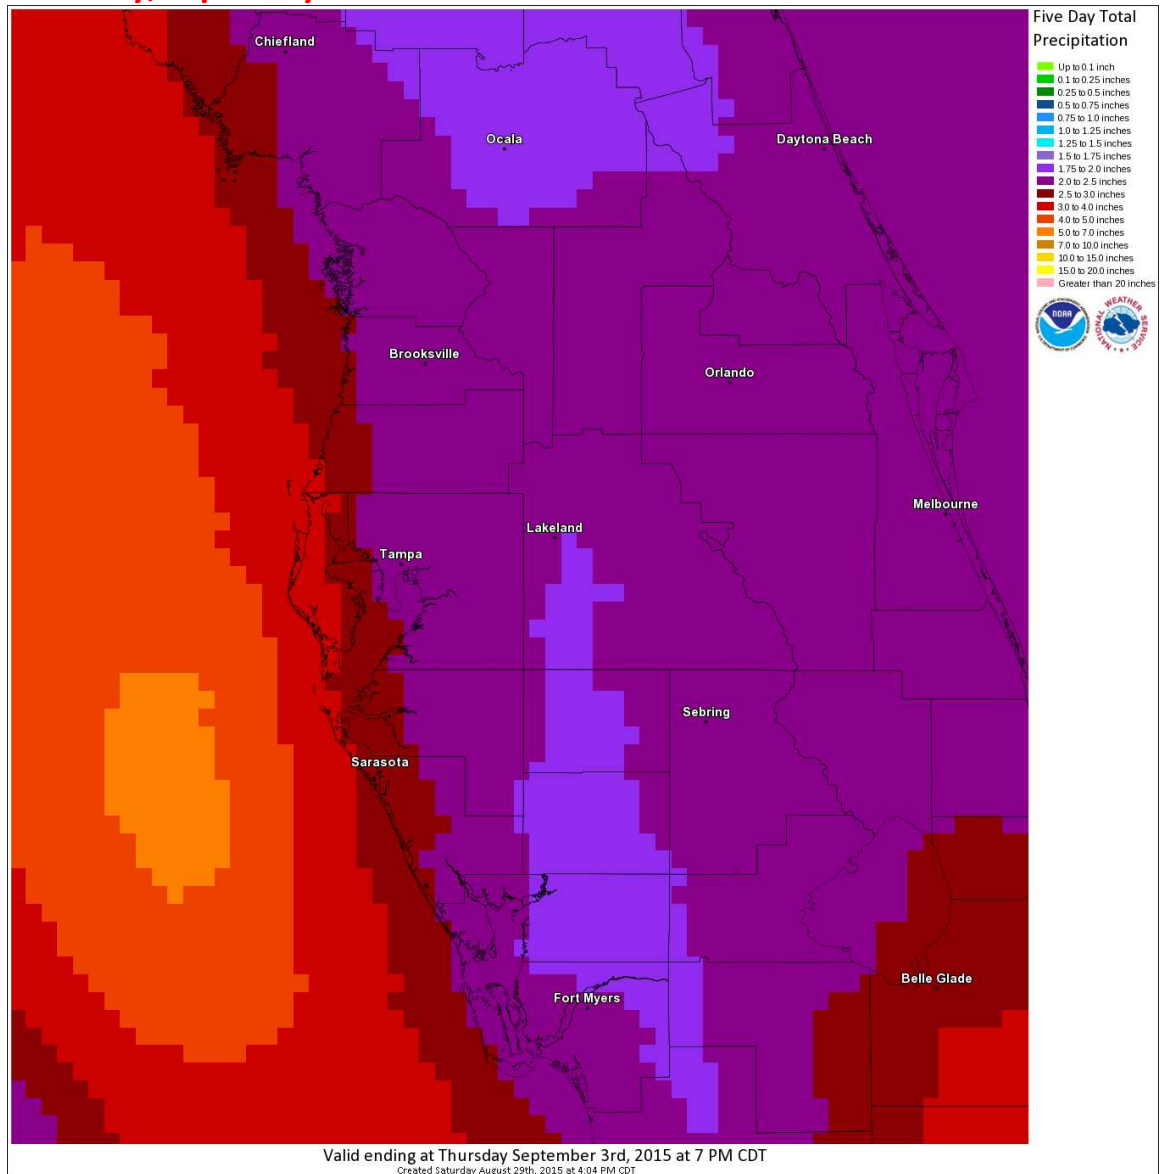 Five Day Total
Precipitation
Up to 0.1 inch
0.1 to 0.25 inches
0.25 to 0.5 inches
0.5 to 0.75 inches
0.75 to 1.0 inches
1.0 to 1.25 inches
1.25 to 1.5 inches
1.5 to 1.75 inches
1.75 to 2.0 inches
2.0 to 2.5 inches
2.5 to 3.0 inches
3.0 to 4.0 inches
4.0 to 5.0 inches
5.0 to 7.0 inches
7.0 to 10.0 inches
10.0 to 15.0 inches
15.0 to 20.0 inches
Greater than 20 inches
NOAA
NATIONAL WEATHER SERVICE
Chiefland
Ocala
Daytona Beach
Brooksville
Orlando
Melbourne
Lakeland
Tampa
Sebring
Sarasota
Belle Glade
Fort Myers
Valid ending at Thursday September 3rd, 2015 at 7 PM CDT
Created Saturday August 29th, 2015 at 4:04 PM CDT